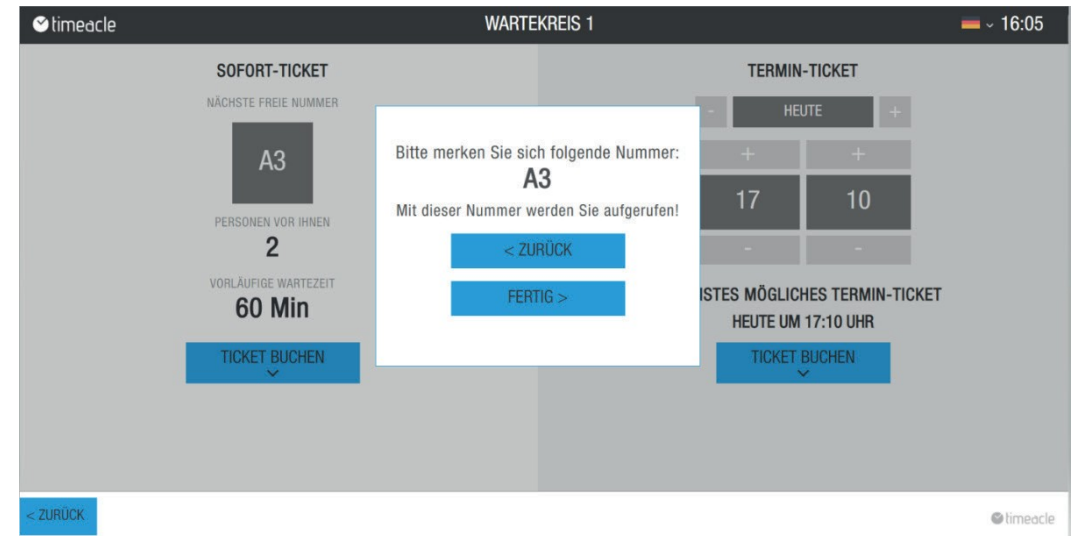 timeacle
WARTEKREIS 1
16:05
SOFORT-TICKET
NÄCHSTE FREIE NUMMER
A3
PERSONEN VOR IHNEN
2
VORLÄUFIGE WARTEZEIT
60 Min
TICKET BUCHEN
Bitte merken Sie sich folgende Nummer:
A3
Mit dieser Nummer werden Sie aufgerufen!
< ZURÜCK
FERTIG >
TERMIN-TICKET
- HEUTE +
+ +
17 10
- -
ISTES MÖGLICHES TERMIN-TICKET
HEUTE UM 17:10 UHR
TICKET BUCHEN
< ZURÜCK
timeacle